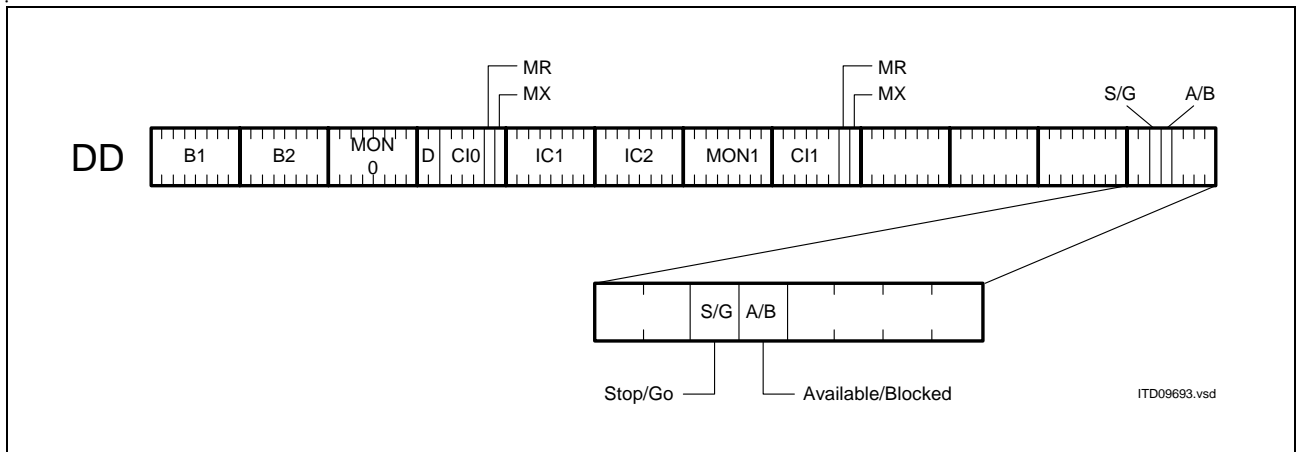 MR MR
MX MX S/G A/B
DD B1 B2 MON 0 D CI0 IC1 IC2 MON1 CI1
S/G A/B
Stop/Go Available/Blocked ITD09693.vsd